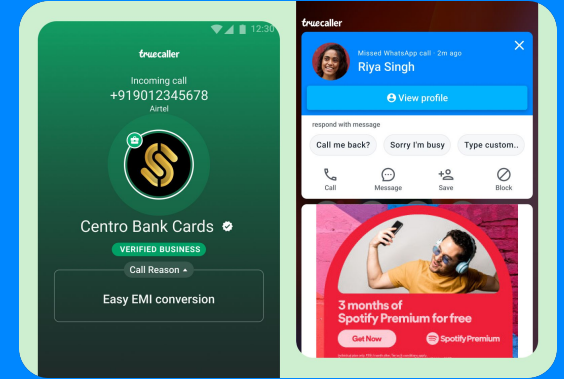 12:30
truecaller
Incoming call
+919012345678
Airtel
Centro Bank Cards
VERIFIED BUSINESS
Call Reason
Easy EMI conversion
truecaller
Missed WhatsApp call · 2m ago
Riya Singh
View profile
respond with message
Call me back?
Sorry I'm busy
Type custom..
Call
Message
Save
Block
3 months of
Spotify Premium for free
Get Now
Spotify Premium